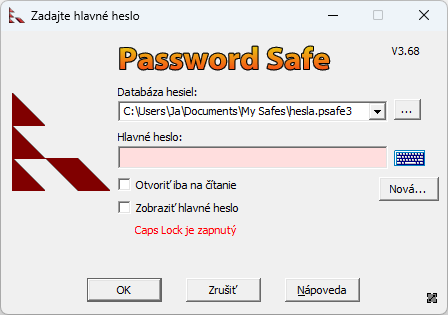 Zadajte hlavné heslo
Password Safe
V3.68
Databáza hesiel:
C:\Users\Ja\Documents\My Safes\hesla.psafe3
...
Hlavné heslo:
Otvoriť iba na čítanie
Nová...
Zobraziť hlavné heslo
Caps Lock je zapnutý
OK
Zrušiť
Nápoveda